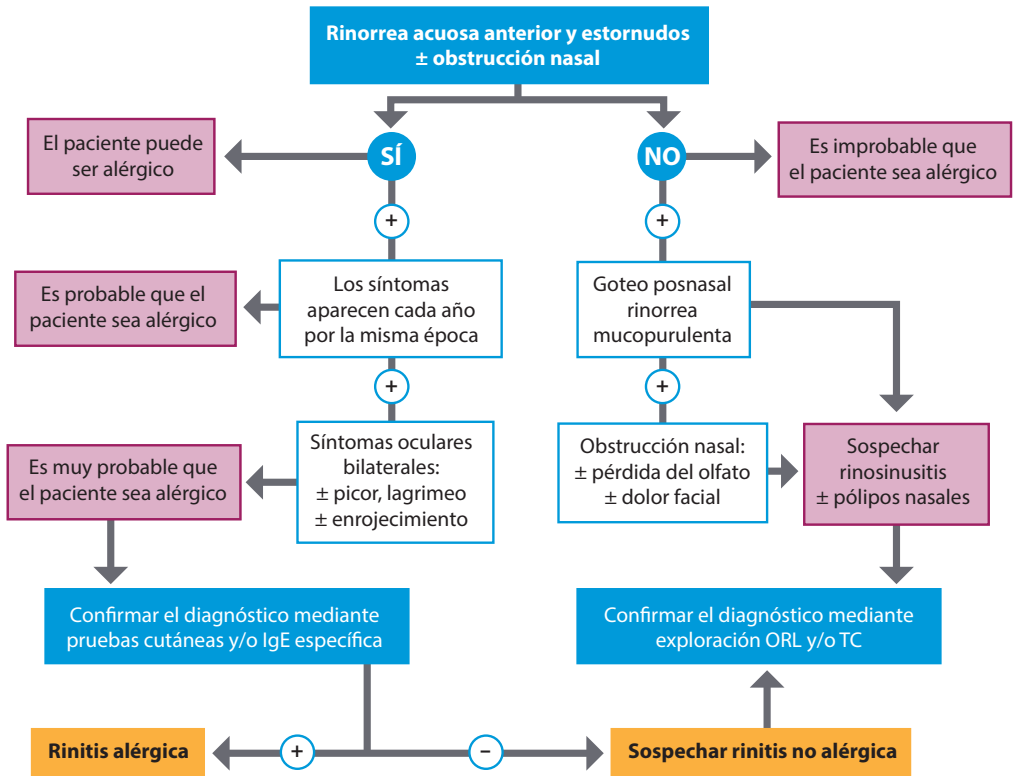 Rinorrea acuosa anterior y estornudos
± obstrucción nasal
El paciente puede
ser alérgico
SÍ
NO
Es improbable que
el paciente sea alérgico
+
+
Es probable que el
paciente sea alérgico
Los síntomas
aparecen cada año
por la misma época
Goteo posnasal
rinorrea
mucopurulenta
+
+
Es muy probable que
el paciente sea alérgico
Síntomas oculares
bilaterales:
± picor, lagrimeo
± enrojecimiento
Obstrucción nasal:
± pérdida del olfato
± dolor facial
Sospechar
rinosinusitis
± pólipos nasales
Confirmar el diagnóstico mediante
pruebas cutáneas y/o IgE específica
Confirmar el diagnóstico mediante
exploración ORL y/o TC
Rinitis alérgica
+
−
Sospechar rinitis no alérgica